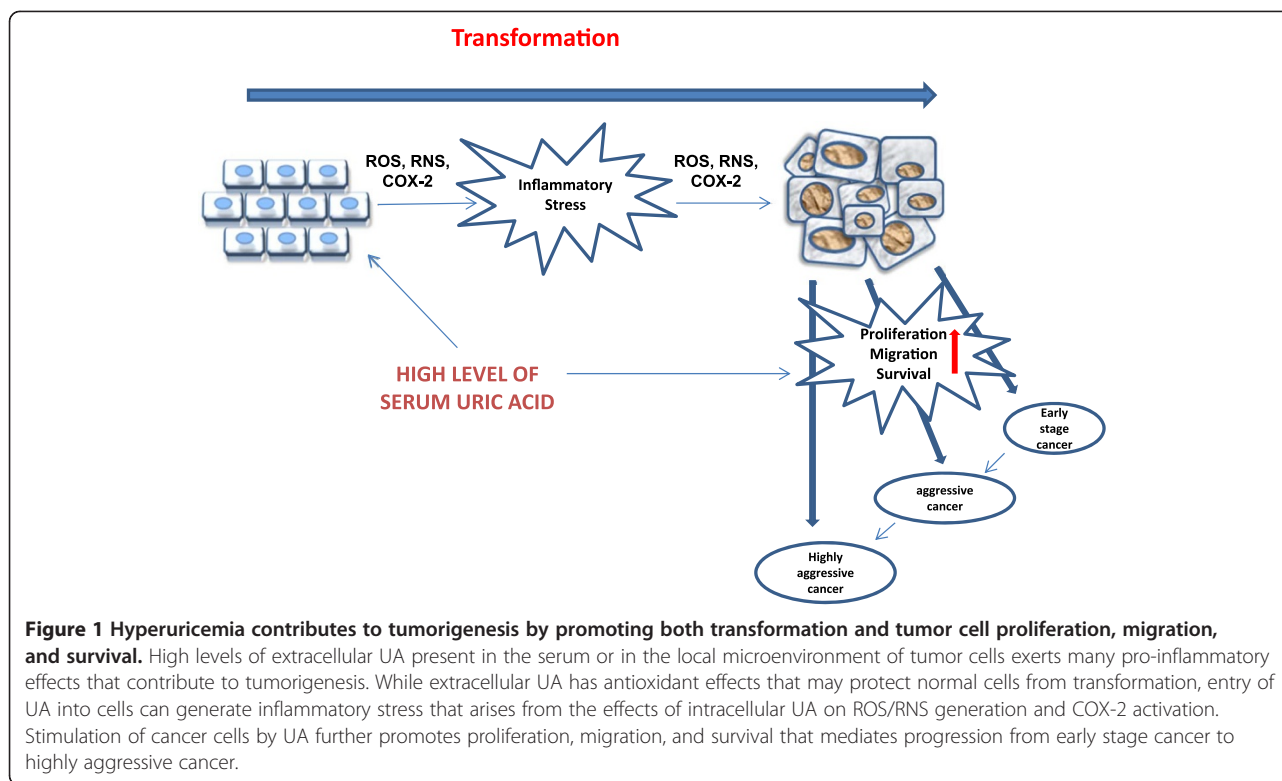 Transformation
ROS, RNS,
COX-2
Inflammatory
Stress
ROS, RNS,
COX-2
Proliferation
Migration
Survival
HIGH LEVEL OF
SERUM URIC ACID
Early
stage
cancer
aggressive
cancer
Highly
aggressive
cancer
Figure 1 Hyperuricemia contributes to tumorigenesis by promoting both transformation and tumor cell proliferation, migration,
and survival. High levels of extracellular UA present in the serum or in the local microenvironment of tumor cells exerts many pro-inflammatory
effects that contribute to tumorigenesis. While extracellular UA has antioxidant effects that may protect normal cells from transformation, entry of
UA into cells can generate inflammatory stress that arises from the effects of intracellular UA on ROS/RNS generation and COX-2 activation.
Stimulation of cancer cells by UA further promotes proliferation, migration, and survival that mediates progression from early stage cancer to
highly aggressive cancer.